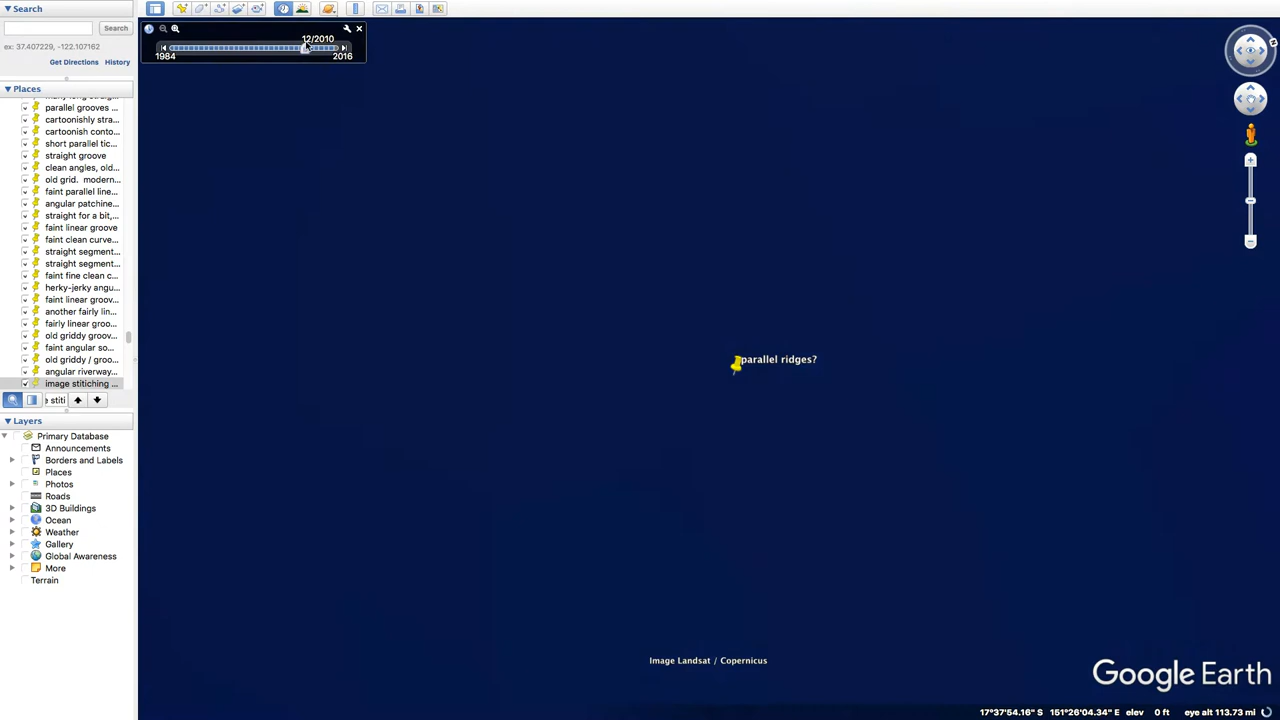 Search
Search
ex: 37.407229, -122.107162
Get Directions History
Places
parallel grooves ...
cartoonishly stra...
cartoonish conto...
short parallel tic...
straight groove
clean angles, old...
old grid. modern...
faint parallel line...
angular patchine...
straight for a bit,...
faint linear groove
faint clean curve...
straight segment...
straight segment...
faint fine clean c...
herky-jerky angu...
faint linear groov...
another fairly lin...
fairly linear groo...
old griddy groov...
faint angular so...
old griddy / groo...
angular riverway...
image stitiching ...
e stiti
Layers
Primary Database
Announcements
Borders and Labels
Places
Photos
Roads
3D Buildings
Ocean
Weather
Gallery
Global Awareness
More
Terrain
12/2010
1984 2016
parallel ridges?
Image Landsat / Copernicus
Google Earth
17°37'54.16" S 151°26'04.34" E elev 0 ft eye alt 113.73 mi